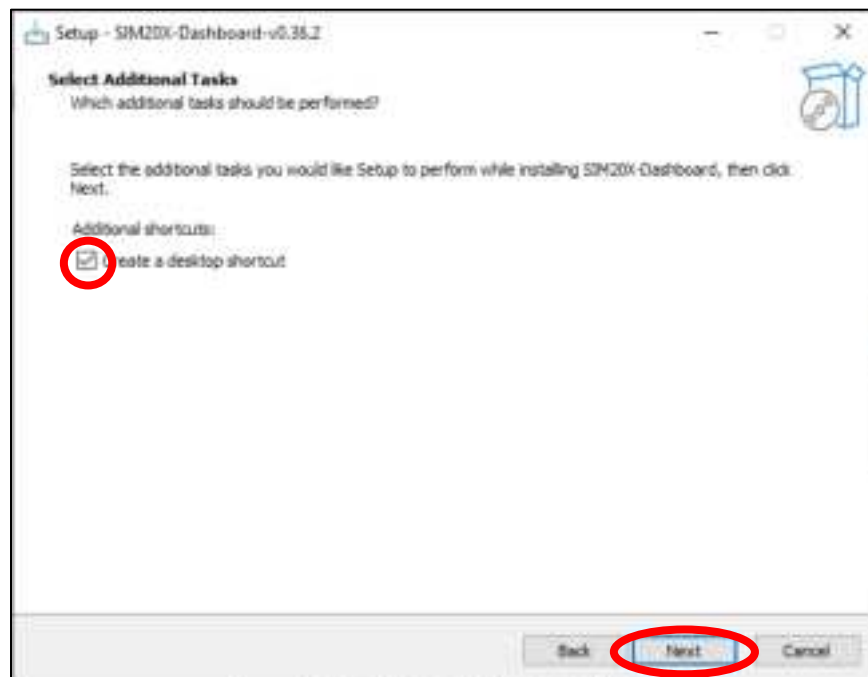 Setup - SIM20X-Dashboard-v0.36.2
Select Additional Tasks
Which additional tasks should be performed?
Select the additional tasks you would like Setup to perform while installing SIM20X-Dashboard, then click
Next.
Additional shortcuts:
Create a desktop shortcut
Back
Next
Cancel